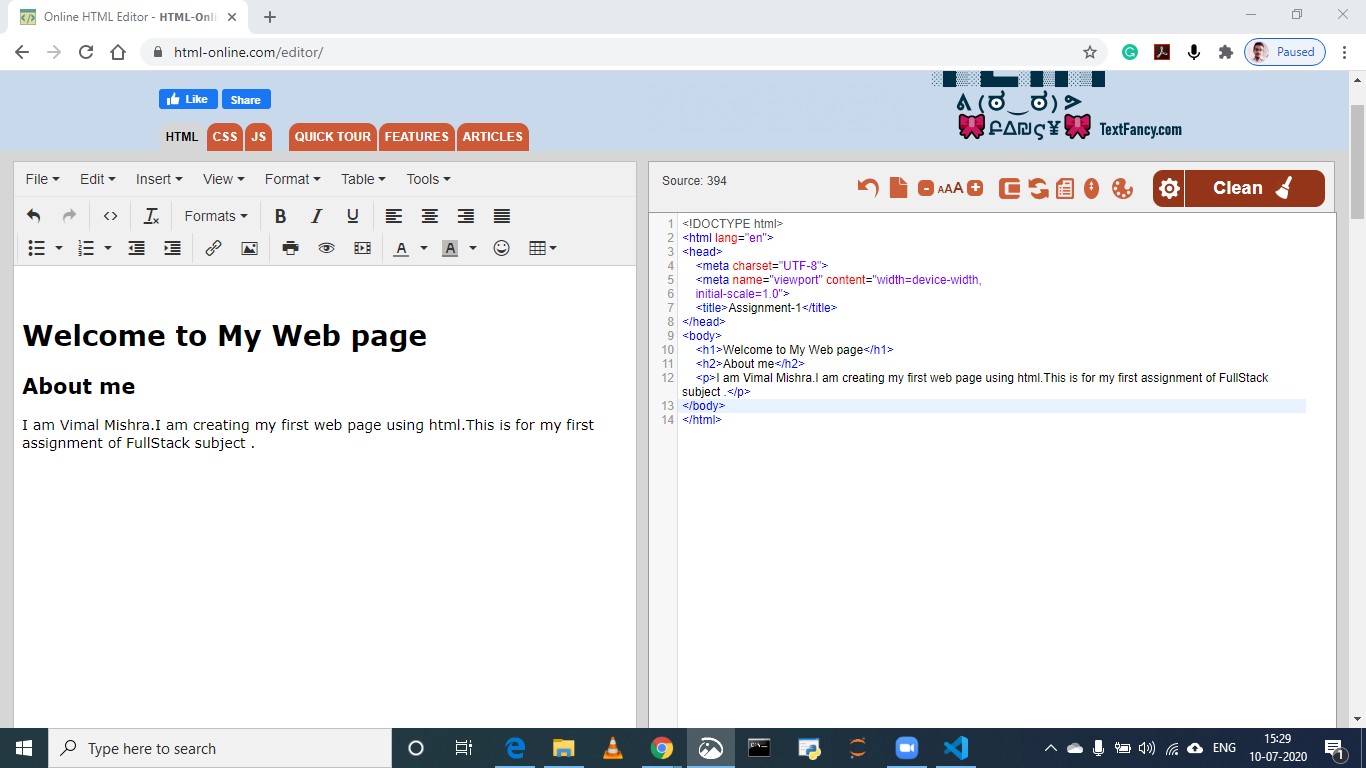 Online HTML Editor - HTML-Onli
html-online.com/editor/
Paused
Like
Share
ᕕ(ಠ‿ಠ)ᕗ
TextFancy.com
HTML
CSS
JS
QUICK TOUR
FEATURES
ARTICLES
File
Edit
Insert
View
Format
Table
Tools
Formats
B
I
U
A
A
Welcome to My Web page
About me
I am Vimal Mishra.I am creating my first web page using html.This is for my first
assignment of FullStack subject .
Source: 394
AAA
Clean
1 <!DOCTYPE html>
2 <html lang="en">
3 <head>
4 <meta charset="UTF-8">
5 <meta name="viewport" content="width=device-width,
6 initial-scale=1.0">
7 <title>Assignment-1</title>
8 </head>
9 <body>
10 <h1>Welcome to My Web page</h1>
11 <h2>About me</h2>
12 <p>I am Vimal Mishra.I am creating my first web page using html.This is for my first assignment of FullStack
subject .</p>
13 </body>
14 </html>
Type here to search
ENG
15:29
10-07-2020
1